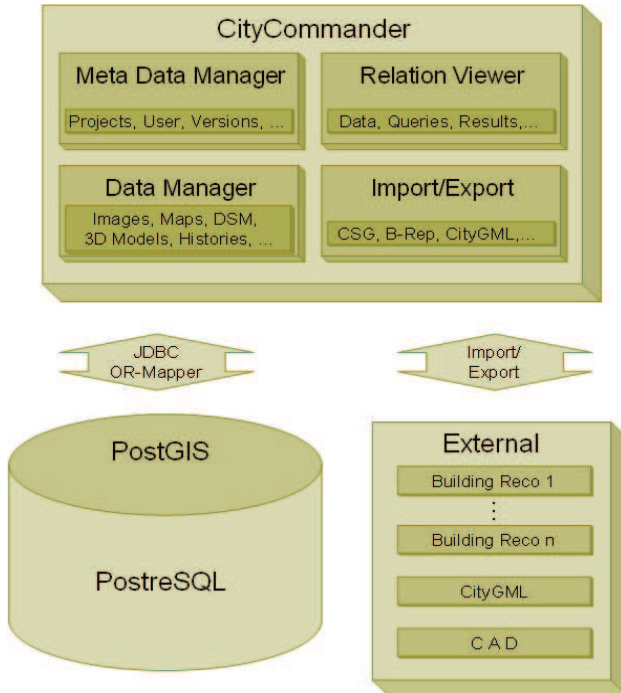 CityCommander
Meta Data Manager
Projects, User, Versions, ...
Relation Viewer
Data, Queries, Results,...
Data Manager
Images, Maps, DSM,
3D Models, Histories, ...
Import/Export
CSG, B-Rep, CityGML,...
JDBC
OR-Mapper
Import/
Export
PostGIS
PostreSQL
External
Building Reco 1
⋮
Building Reco n
CityGML
C A D